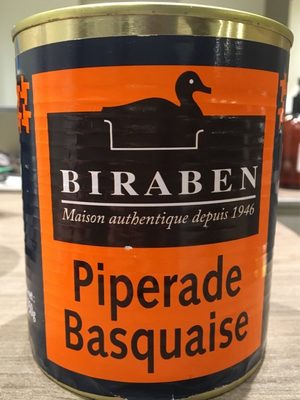 BIRABEN
Maison authentique depuis 1946
Piperade
Basquaise